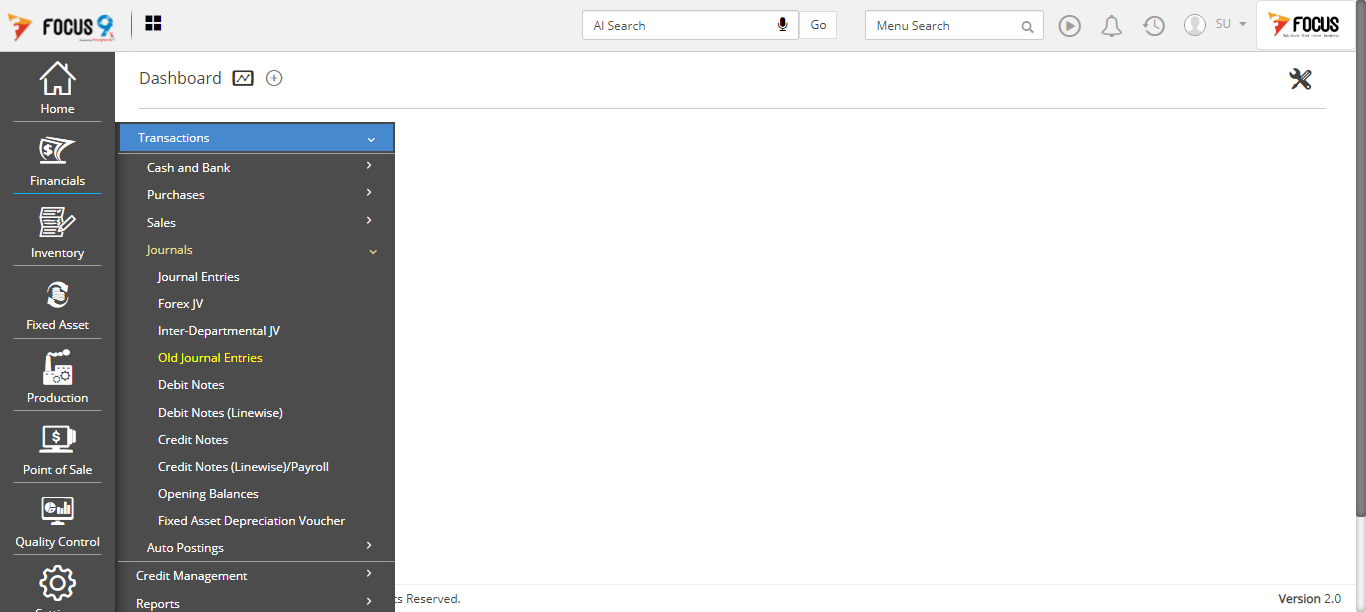 FOCUS 9
AI Search
Go
Menu Search
SU
FOCUS
Dashboard
Home
Financials
Inventory
Fixed Asset
Production
Point of Sale
Quality Control
Transactions
Cash and Bank
Purchases
Sales
Journals
Journal Entries
Forex JV
Inter-Departmental JV
Old Journal Entries
Debit Notes
Debit Notes (Linewise)
Credit Notes
Credit Notes (Linewise)/Payroll
Opening Balances
Fixed Asset Depreciation Voucher
Auto Postings
Credit Management
Reports
ts Reserved.
Version 2.0